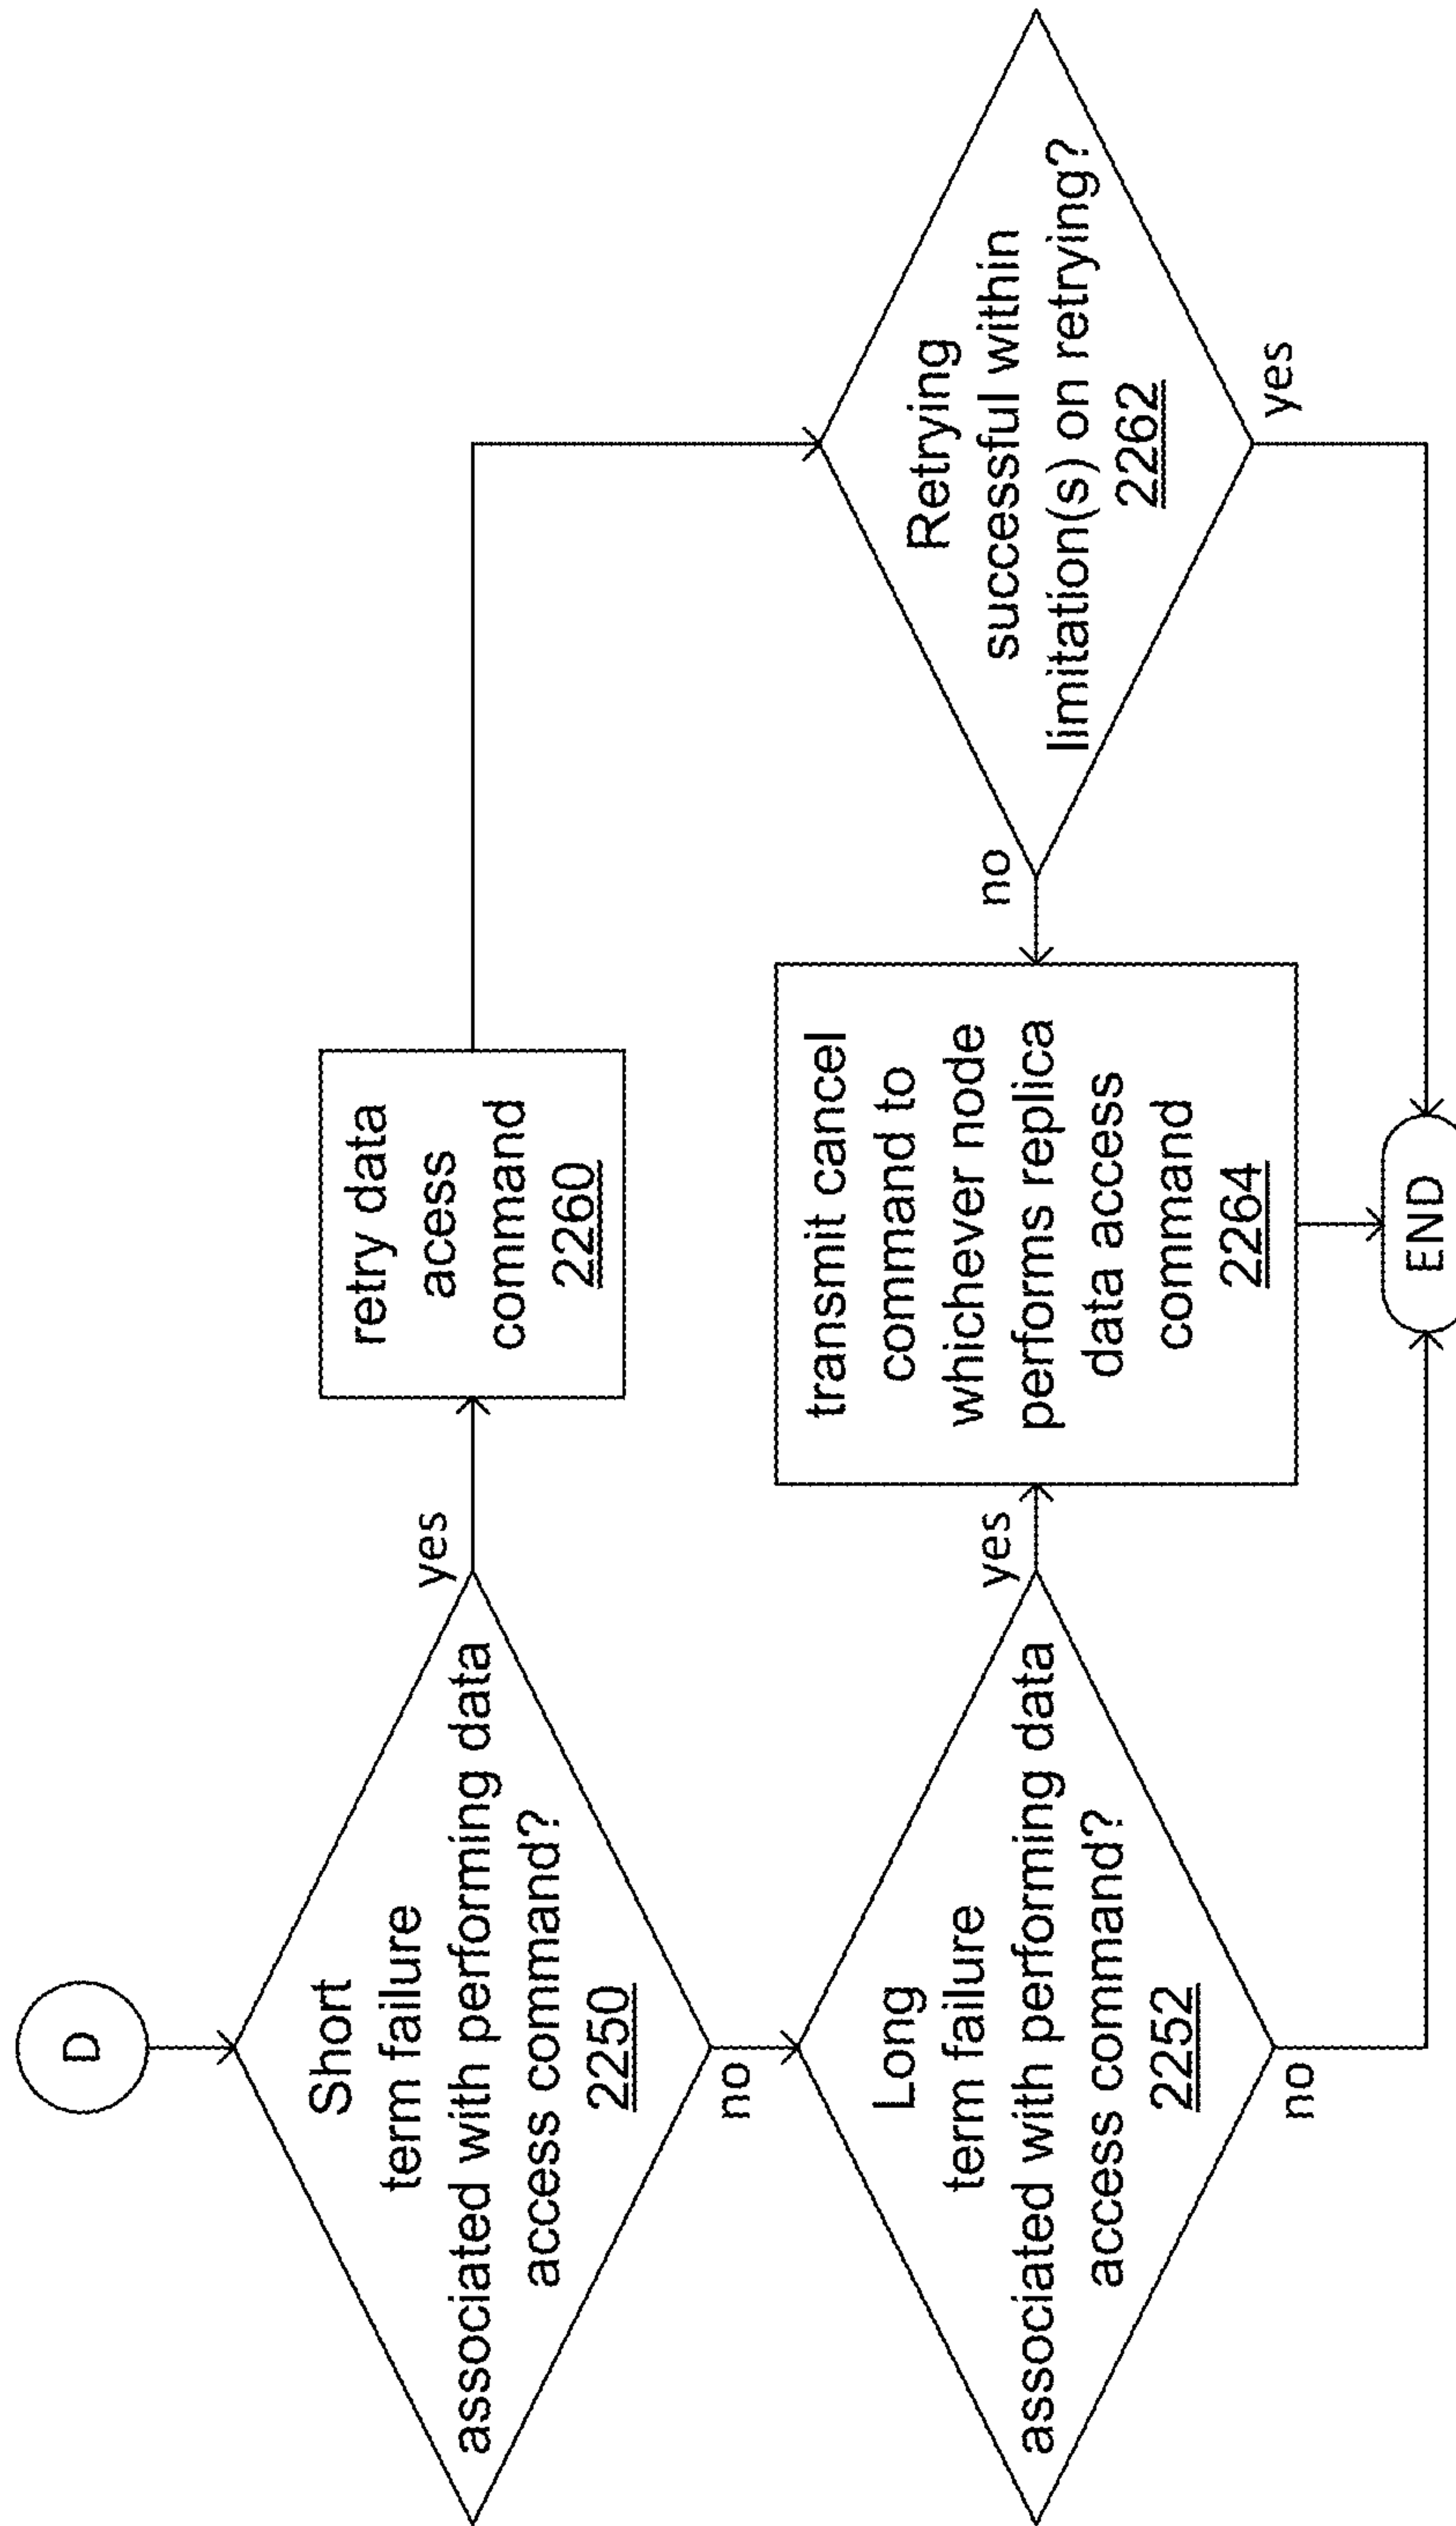 D
Short
term failure
associated with performing data
access command?
2250
yes
no
retry data
acess
command
2260
Long
term failure
associated with performing data
access command?
2252
yes
no
transmit cancel
command to
whichever node
performs replica
data access
command
2264
no
Retrying
successful within
limitation(s) on retrying?
2262
yes
END